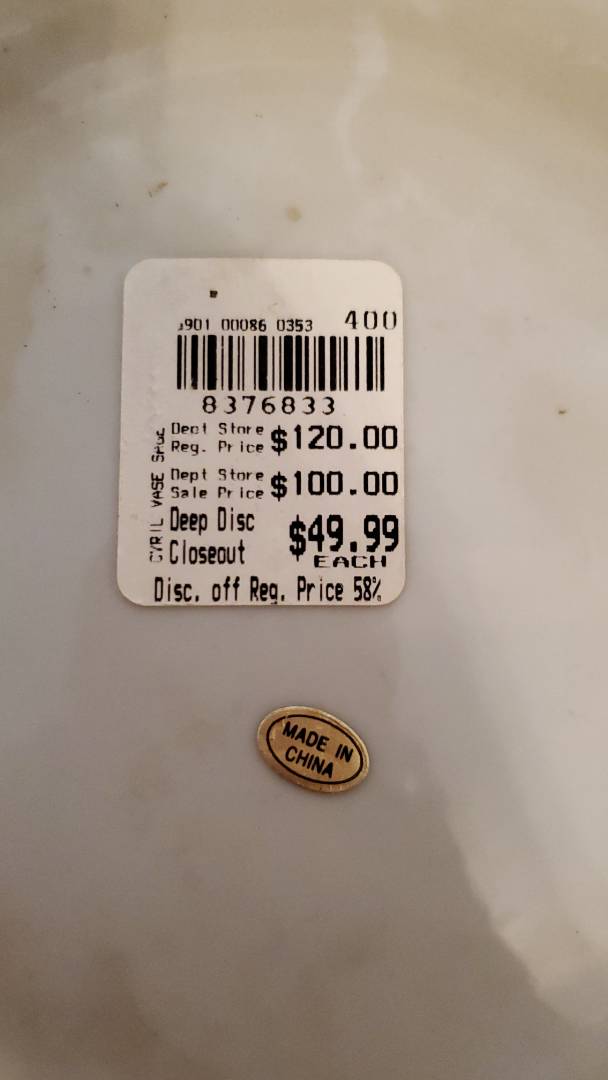 901 00086 0353 400
8376833
Dept Store
Reg. Price $120.00
Dept Store
Sale Price $100.00
Deep Disc
Closeout $49.99
EACH
Disc. off Reg. Price 58%
CYRIL VASE SAGE
MADE IN
CHINA